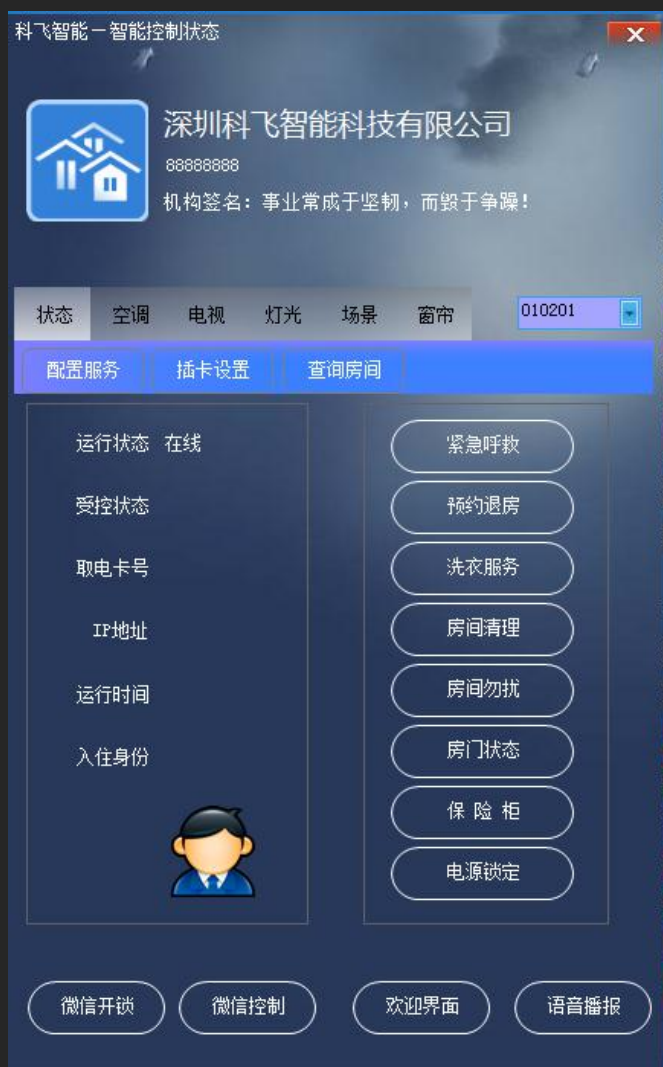 科飞智能－智能控制状态
深圳科飞智能科技有限公司
88888888
机构签名：事业常成于坚韧，而毁于争躁！
状态 空调 电视 灯光 场景 窗帘 010201
配置服务 插卡设置 查询房间
运行状态 在线
紧急呼救
受控状态
预约退房
取电卡号
洗衣服务
IP地址
房间清理
运行时间
房间勿扰
入住身份
房门状态
保 险 柜
电源锁定
微信开锁 微信控制 欢迎界面 语音播报